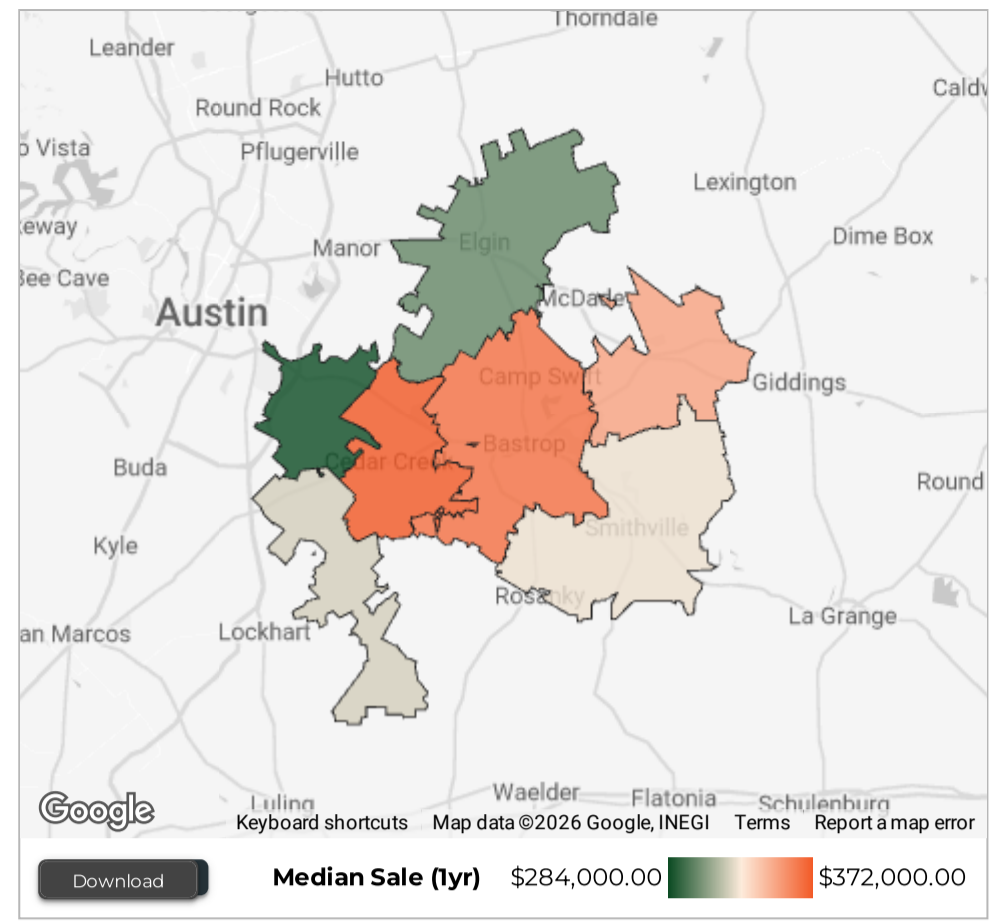 Thorndale
Leander
Hutto
Caldw
Round Rock
o Vista
Pflugerville
Lexington
keway
Manor
Elgin
Dime Box
Bee Cave
McDade
Austin
Camp Swift
Giddings
Bastrop
Cedar Creek
Buda
Round
Smithville
Kyle
Rosanky
La Grange
an Marcos
Lockhart
Waelder
Flatonia
Luling
Schulenburg
Google
Keyboard shortcuts Map data ©2026 Google, INEGI Terms Report a map error
Download
Median Sale (1yr) $284,000.00 $372,000.00